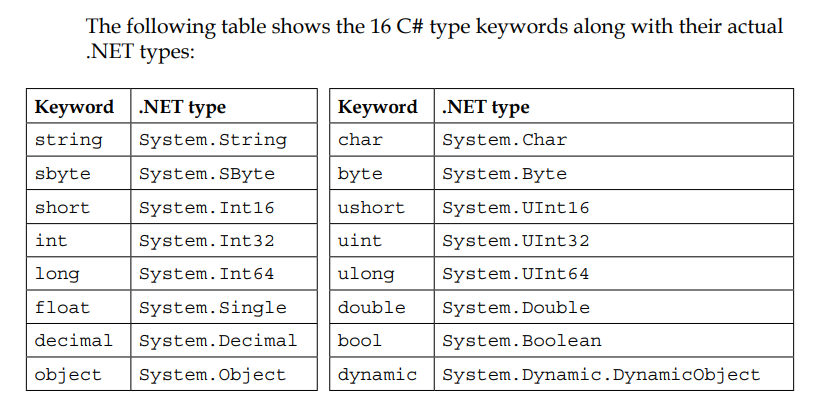 The following table shows the 16 C# type keywords along with their actual
.NET types:
Keyword .NET type Keyword .NET type
string System.String char System.Char
sbyte System.SByte byte System.Byte
short System.Int16 ushort System.UInt16
int System.Int32 uint System.UInt32
long System.Int64 ulong System.UInt64
float System.Single double System.Double
decimal System.Decimal bool System.Boolean
object System.Object dynamic System.Dynamic.DynamicObject